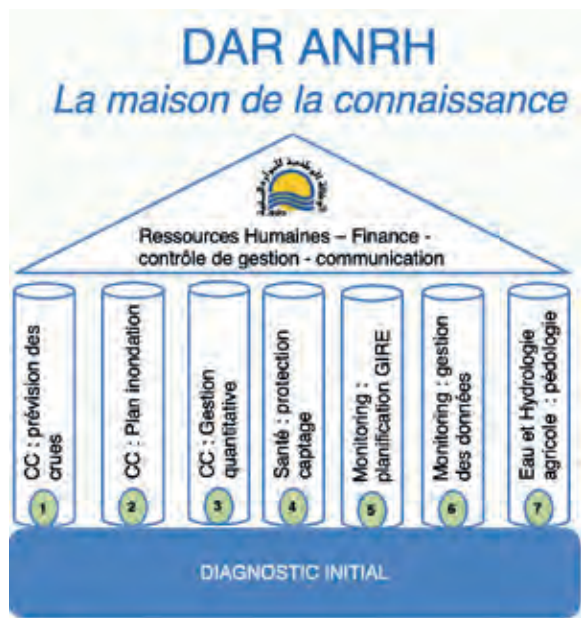 DAR ANRH
La maison de la connaissance
Ressources Humaines – Finance -
contrôle de gestion - communication
CC : prévision des
crues
CC : Plan inondation
CC : Gestion
quantitative
Santé : protection
captage
Monitoring :
planification GIRE
Monitoring : gestion
des données
Eau et Hydrologie
agricole : pédologie
1
2
3
4
5
6
7
DIAGNOSTIC INITIAL